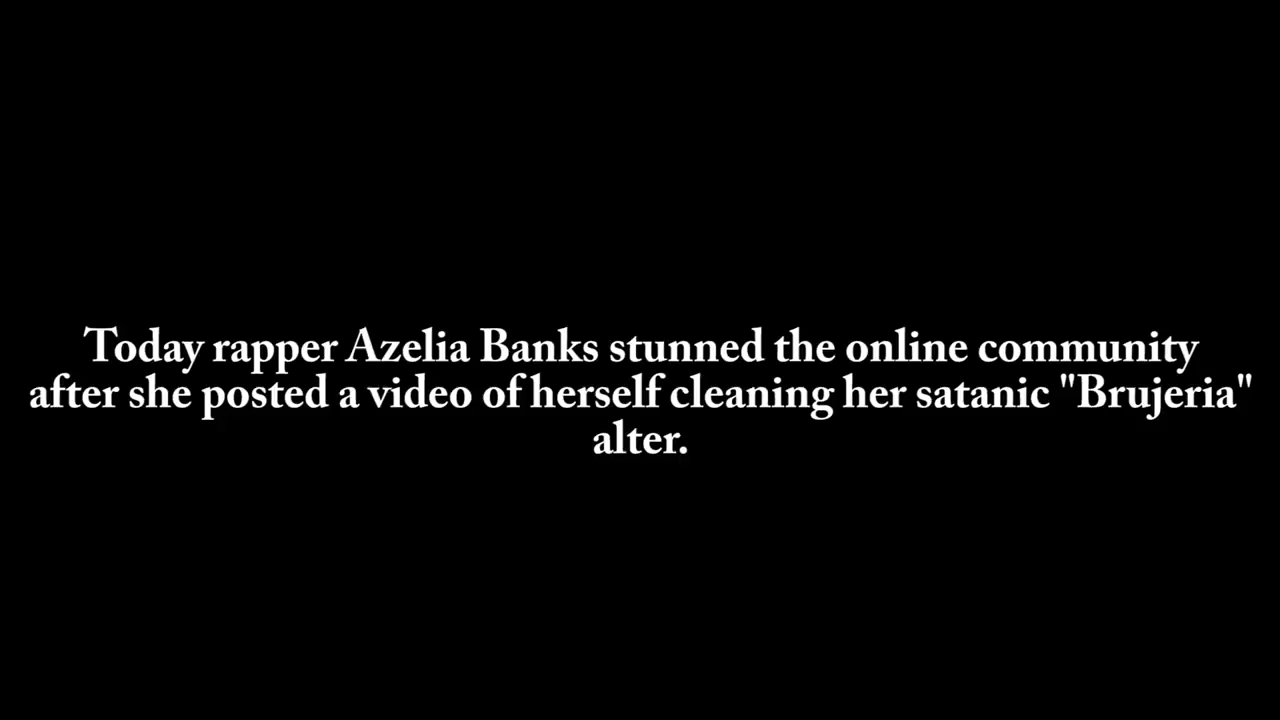 Today rapper Azelia Banks stunned the online community
after she posted a video of herself cleaning her satanic "Brujeria"
alter.